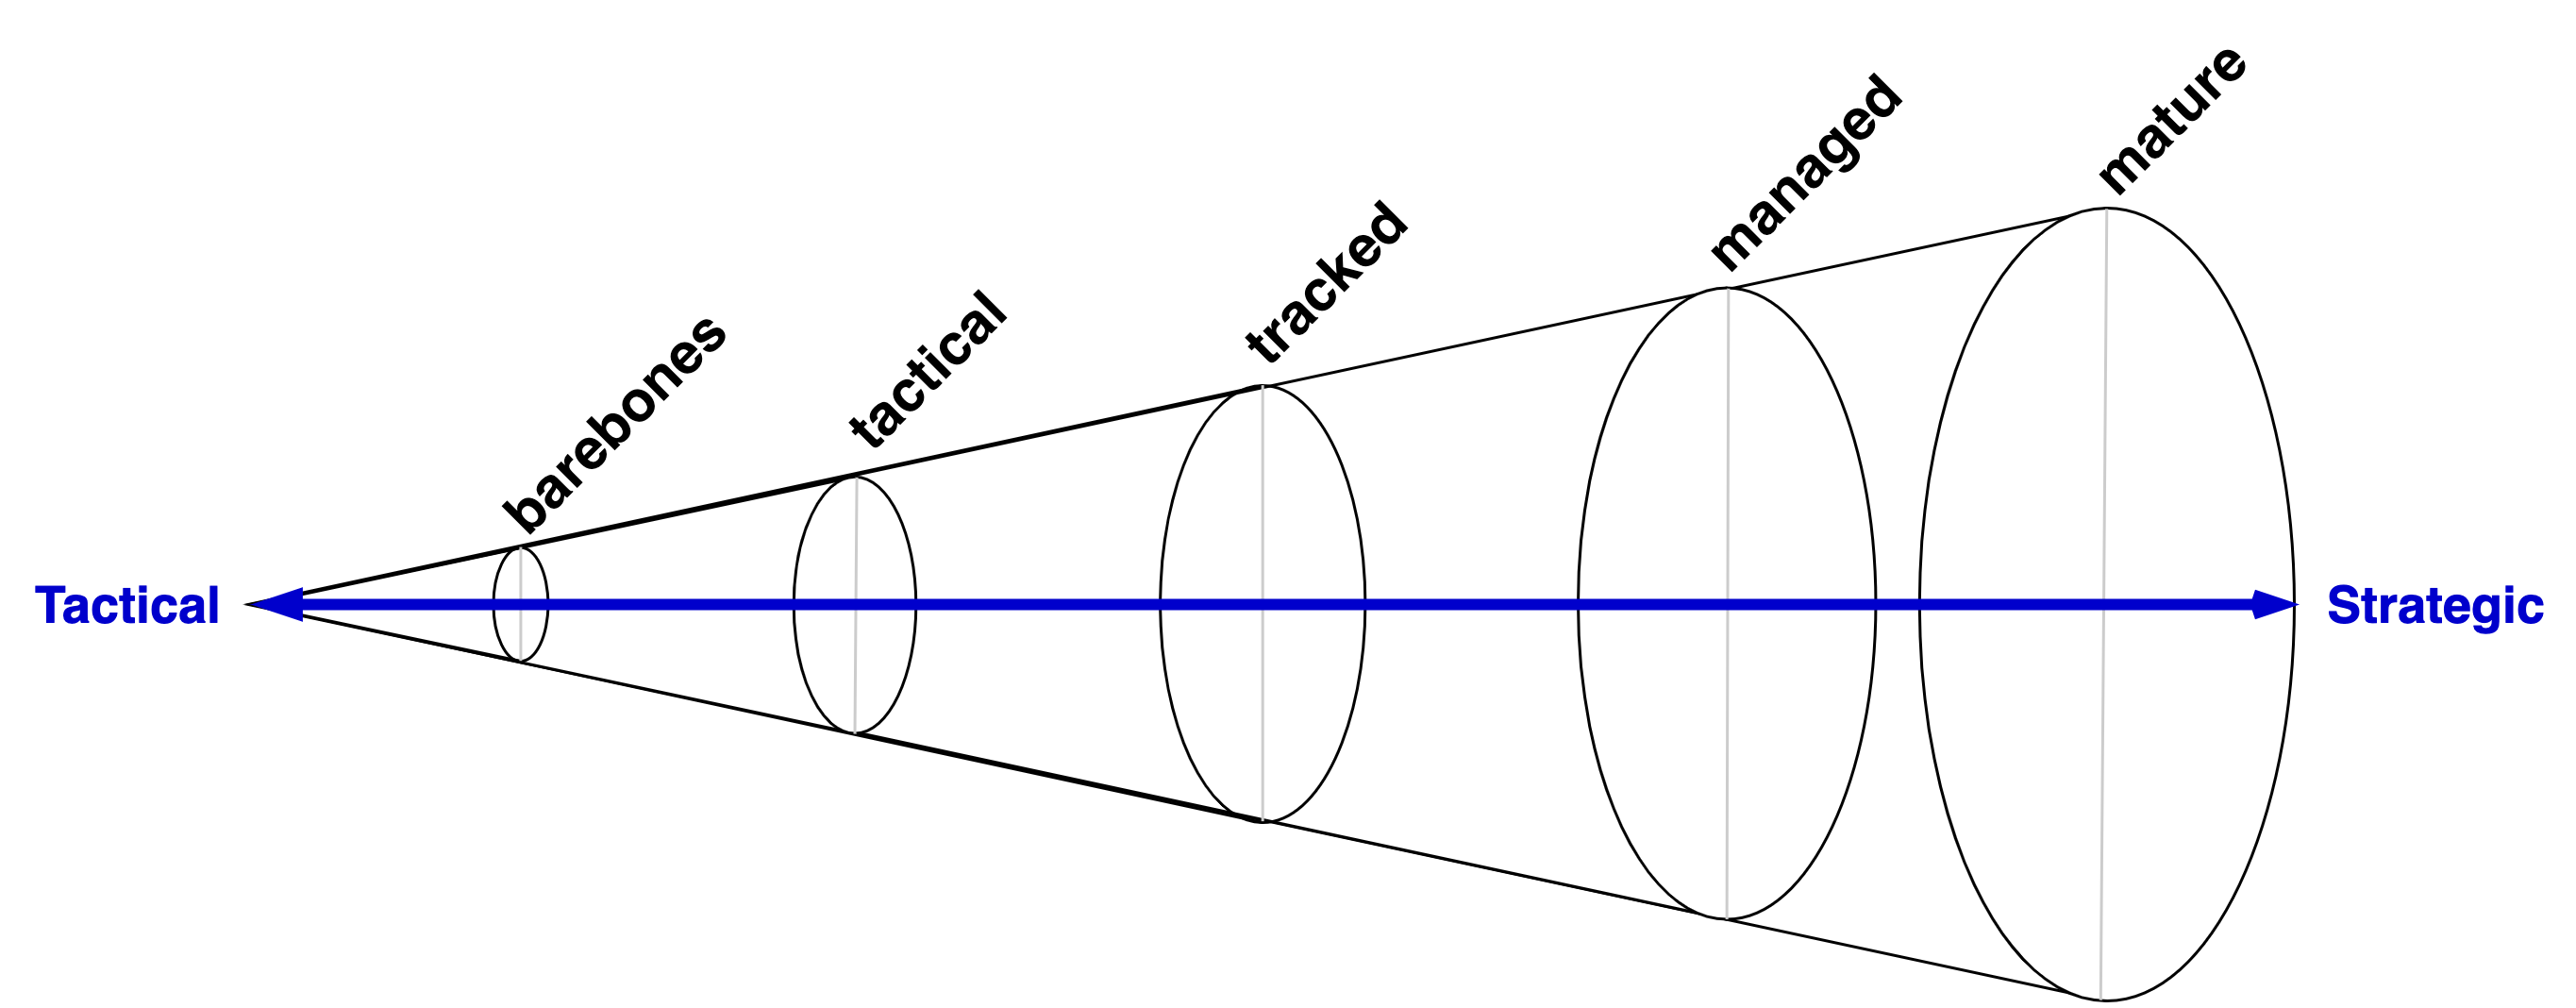 barebones
tactical
tracked
managed
mature
Tactical
Strategic